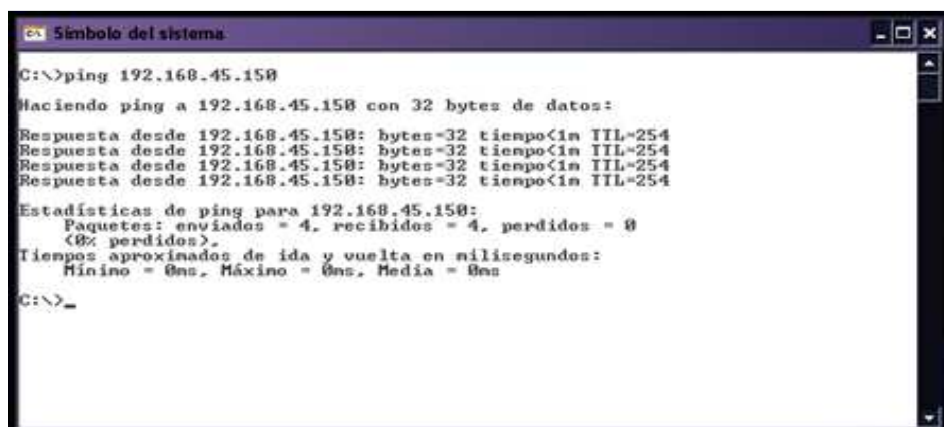 Símbolo del sistema
C:\>ping 192.168.45.150
Haciendo ping a 192.168.45.150 con 32 bytes de datos:
Respuesta desde 192.168.45.150: bytes=32 tiempo<1m TTL=254
Respuesta desde 192.168.45.150: bytes=32 tiempo<1m TTL=254
Respuesta desde 192.168.45.150: bytes=32 tiempo<1m TTL=254
Respuesta desde 192.168.45.150: bytes=32 tiempo<1m TTL=254
Estadísticas de ping para 192.168.45.150:
Paquetes: enviados = 4, recibidos = 4, perdidos = 0
(0% perdidos),
Tiempos aproximados de ida y vuelta en milisegundos:
Mínimo = 0ms, Máximo = 0ms, Media = 0ms
C:\>_